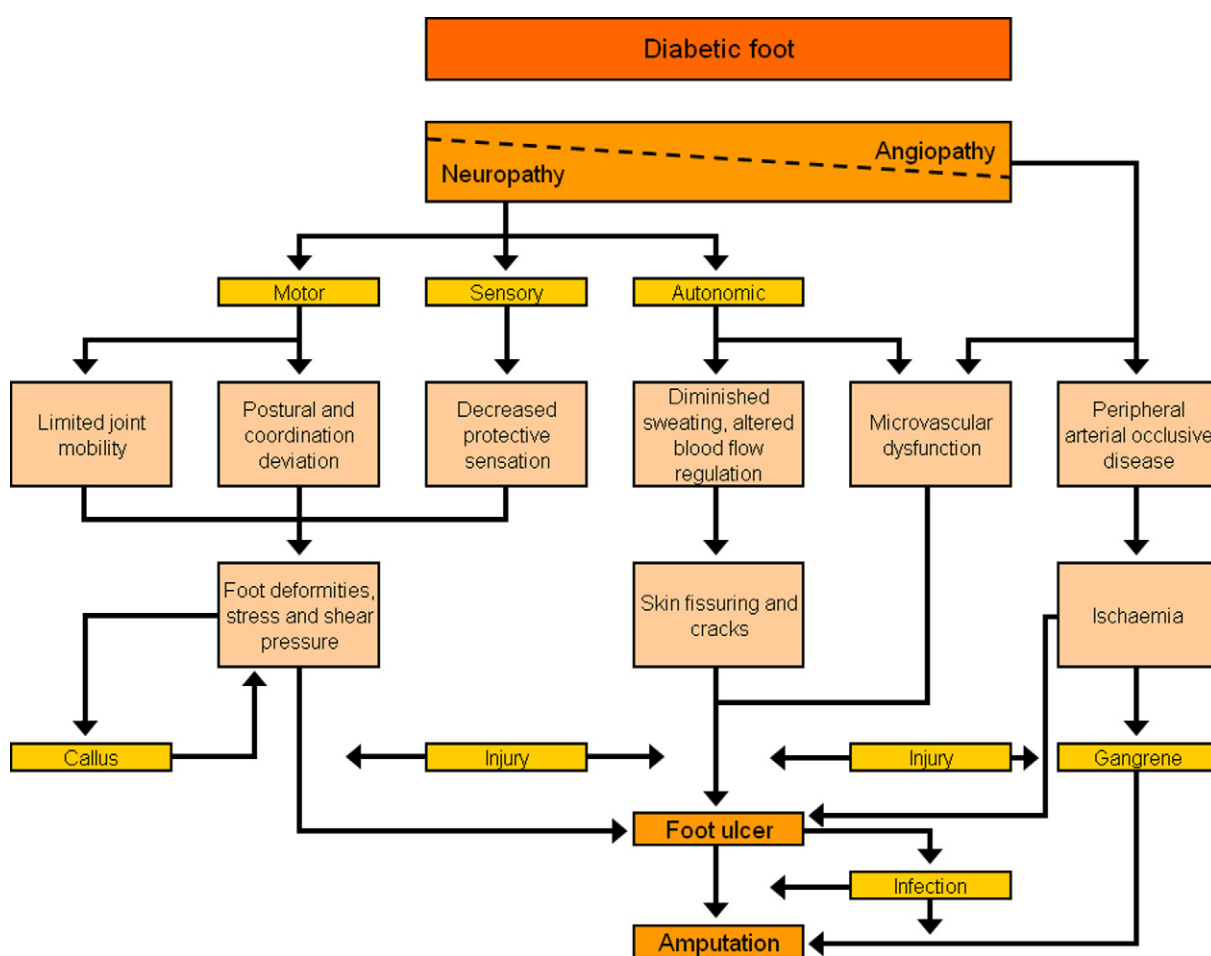 Diabetic foot
Angiopathy
Neuropathy
Motor
Sensory
Autonomic
Limited joint
mobility
Postural and
coordination
deviation
Decreased
protective
sensation
Diminished
sweating, altered
blood flow
regulation
Microvascular
dysfunction
Peripheral
arterial occlusive
disease
Foot deformities,
stress and shear
pressure
Skin fissuring and
cracks
Ischaemia
Callus
Injury
Injury
Gangrene
Foot ulcer
Infection
Amputation